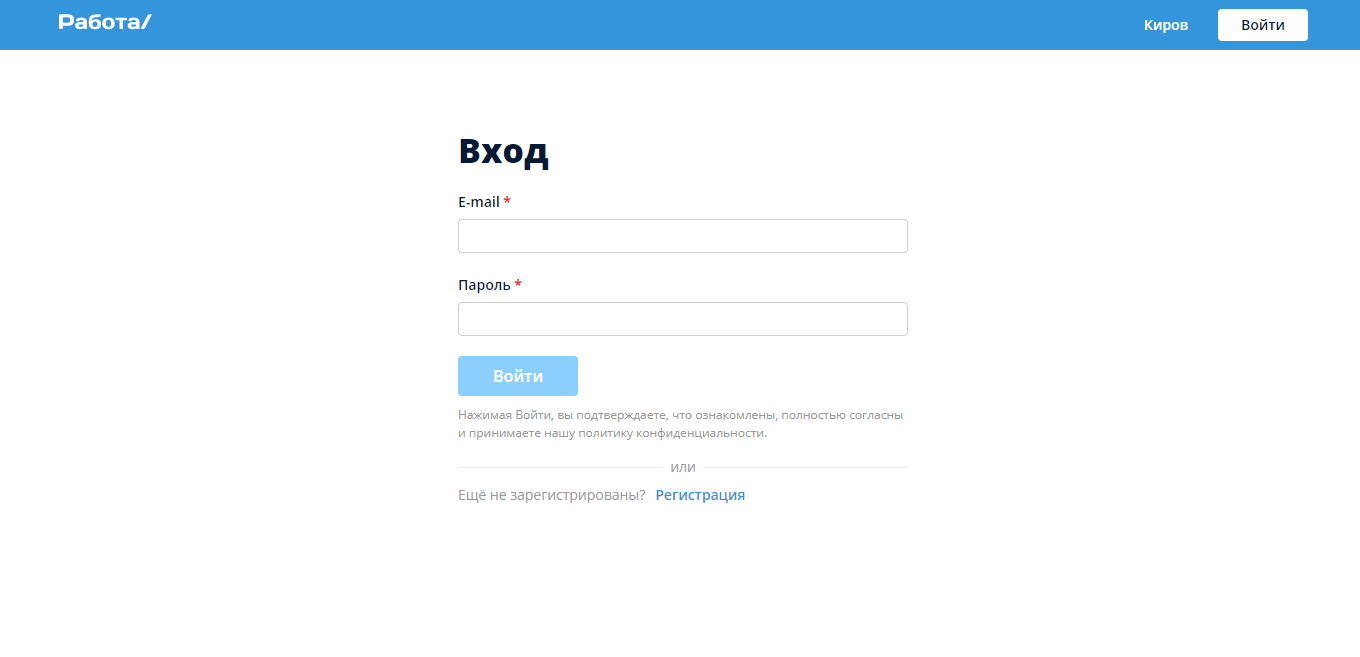 Работа/
Киров
Войти
Вход
E-mail *
Пароль *
Войти
Нажимая Войти, вы подтверждаете, что ознакомлены, полностью согласны
и принимаете нашу политику конфиденциальности.
или
Ещё не зарегистрированы? Регистрация